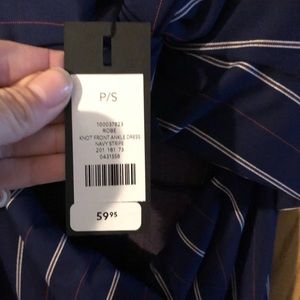 P/S
100037823
ROBE
KNOT FRONT ANKLE DRESS
NAVY STRIPE
201 181 73
0431558
59.95